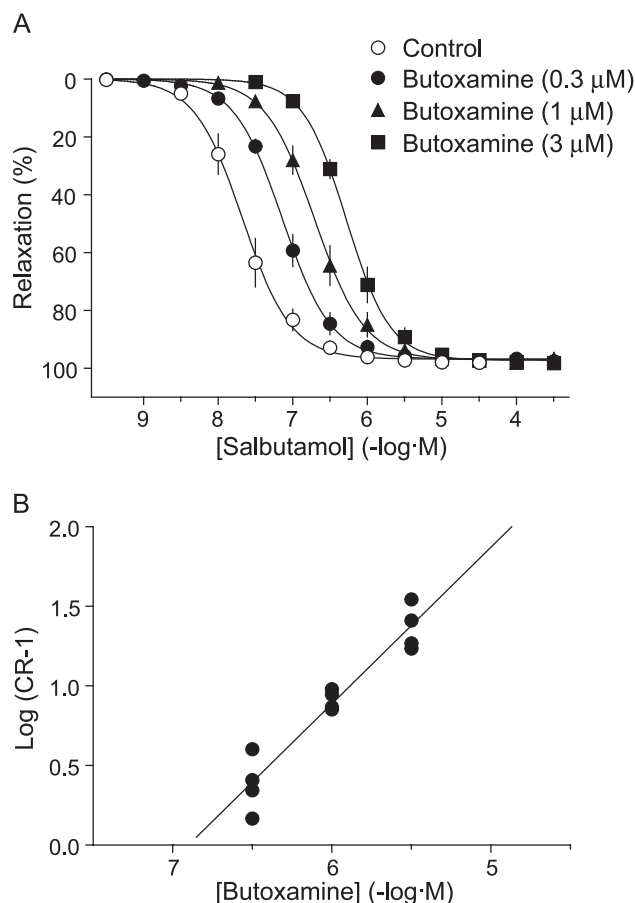 A
Control
Butoxamine (0.3 μM)
Butoxamine (1 μM)
Butoxamine (3 μM)
0
20
40
60
80
100
Relaxation (%)
9 8 7 6 5 4
[Salbutamol] (-log·M)
B
2.0
1.5
1.0
0.5
0.0
Log (CR-1)
7 6 5
[Butoxamine] (-log·M)